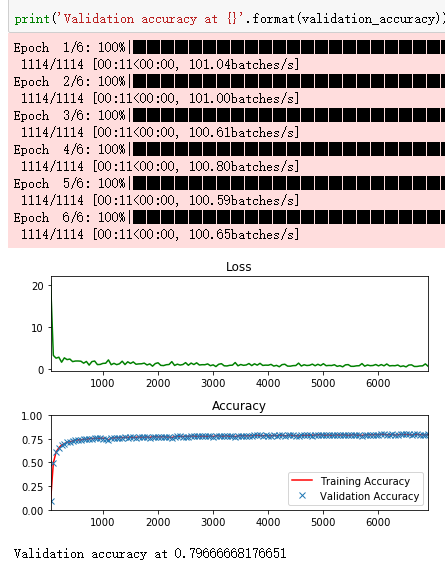 print('Validation accuracy at {}'.format(validation_accuracy))
Epoch 1/6: 100%|
1114/1114 [00:11<00:00, 101.04batches/s]
Epoch 2/6: 100%|
1114/1114 [00:11<00:00, 101.00batches/s]
Epoch 3/6: 100%|
1114/1114 [00:11<00:00, 100.61batches/s]
Epoch 4/6: 100%|
1114/1114 [00:11<00:00, 100.80batches/s]
Epoch 5/6: 100%|
1114/1114 [00:11<00:00, 100.59batches/s]
Epoch 6/6: 100%|
1114/1114 [00:11<00:00, 100.65batches/s]
Loss
20
10
0
1000 2000 3000 4000 5000 6000
Accuracy
1.00
0.75
0.50
0.25
0.00
Training Accuracy
Validation Accuracy
1000 2000 3000 4000 5000 6000
Validation accuracy at 0.79666668176651